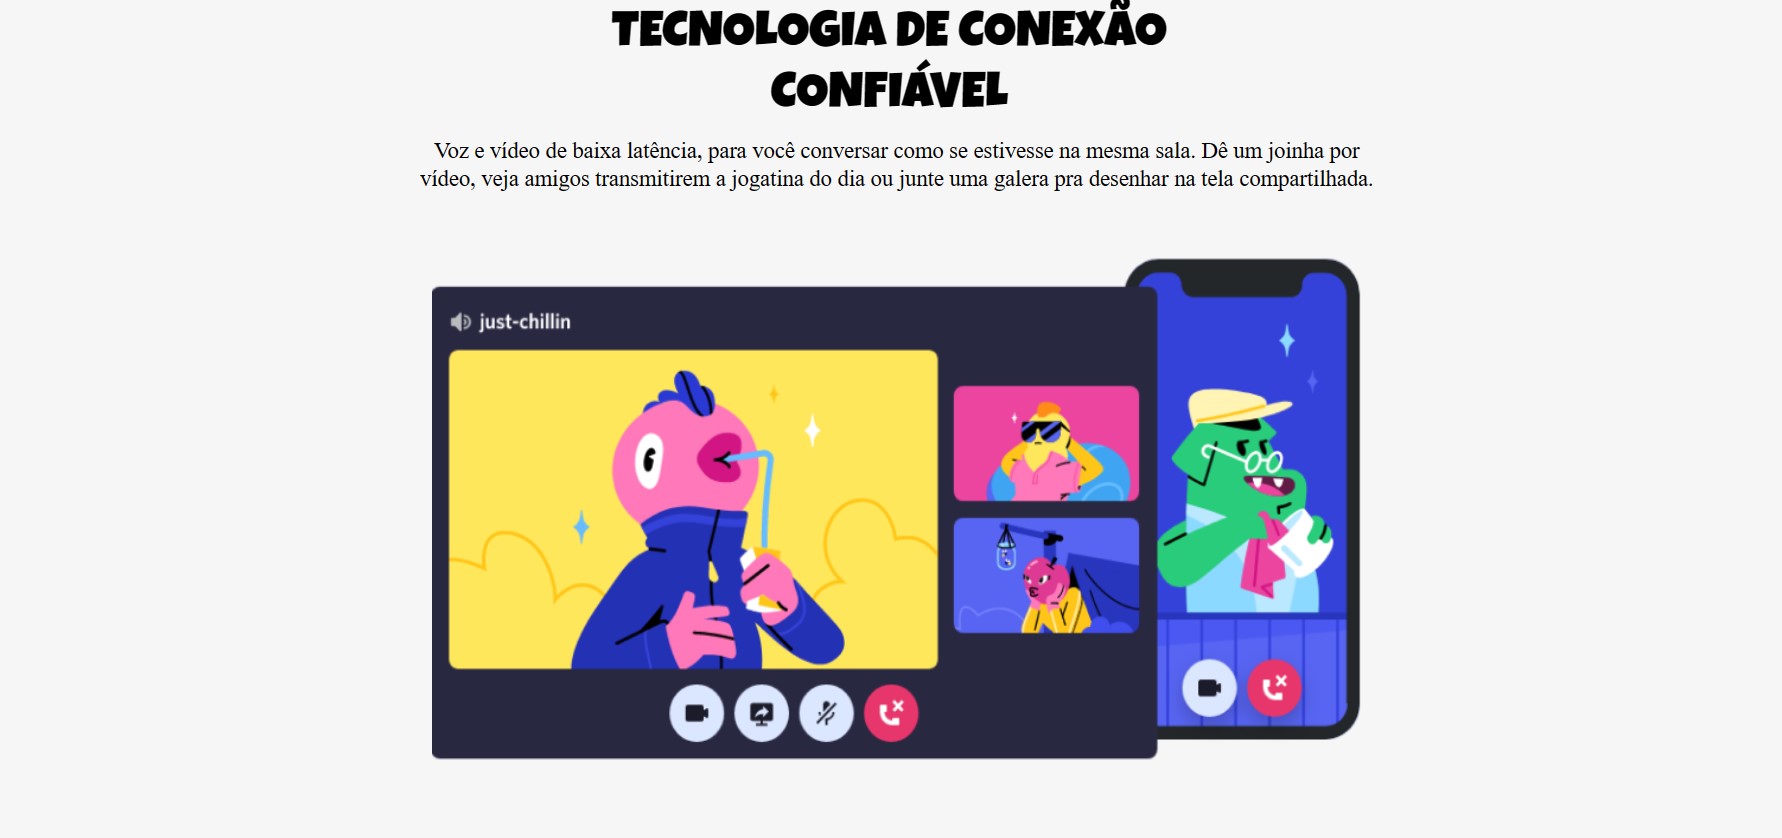 TECNOLOGIA DE CONEXÃO
CONFIÁVEL
Voz e vídeo de baixa latência, para você conversar como se estivesse na mesma sala. Dê um joinha por
vídeo, veja amigos transmitirem a jogatina do dia ou junte uma galera pra desenhar na tela compartilhada.
just-chillin